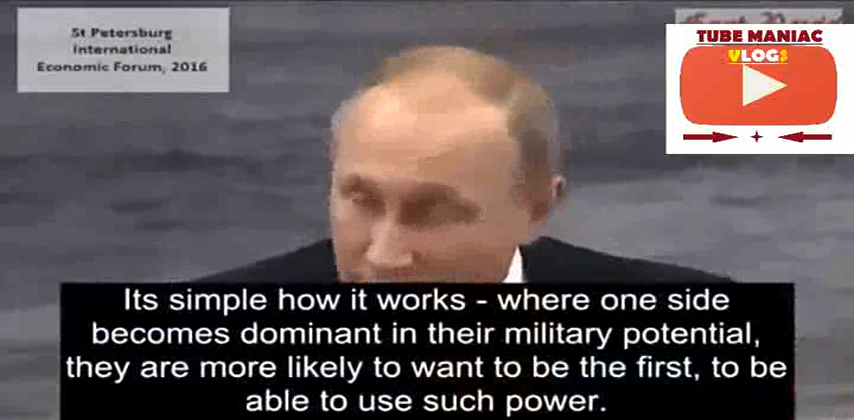 St Petersburg
International
Economic Forum, 2016
TUBE MANIAC
VLOGS
Its simple how it works - where one side
becomes dominant in their military potential,
they are more likely to want to be the first, to be
able to use such power.